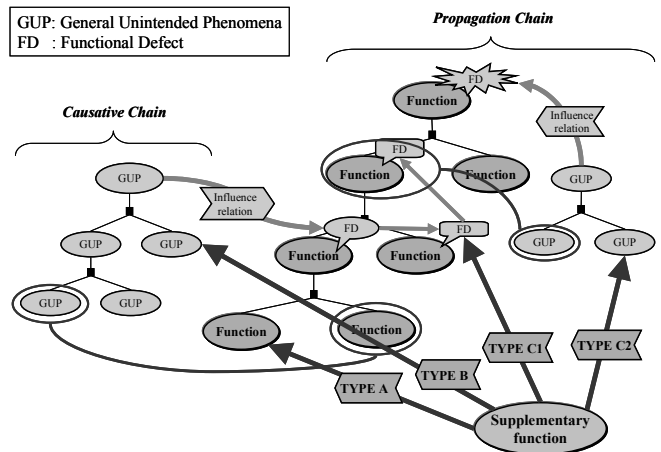 GUP: General Unintended Phenomena
FD : Functional Defect
Propagation Chain
FD
Function
Causative Chain
Influence
relation
FD
GUP
Function
Function
GUP
Influence
relation
FD
FD
GUP
GUP
GUP
GUP
Function
Function
GUP
GUP
Function
Function
TYPE C1
TYPE C2
TYPE B
TYPE A
Supplementary
function